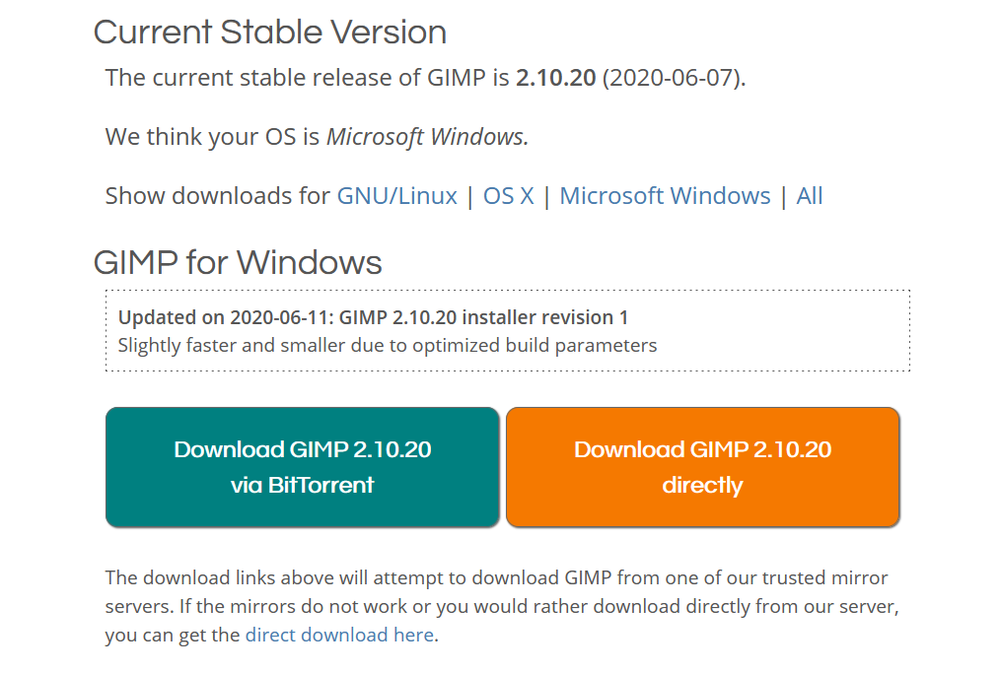 Current Stable Version
The current stable release of GIMP is 2.10.20 (2020-06-07).
We think your OS is Microsoft Windows.
Show downloads for GNU/Linux | OS X | Microsoft Windows | All
GIMP for Windows
Updated on 2020-06-11: GIMP 2.10.20 installer revision 1
Slightly faster and smaller due to optimized build parameters
Download GIMP 2.10.20
via BitTorrent
Download GIMP 2.10.20
directly
The download links above will attempt to download GIMP from one of our trusted mirror
servers. If the mirrors do not work or you would rather download directly from our server,
you can get the direct download here.